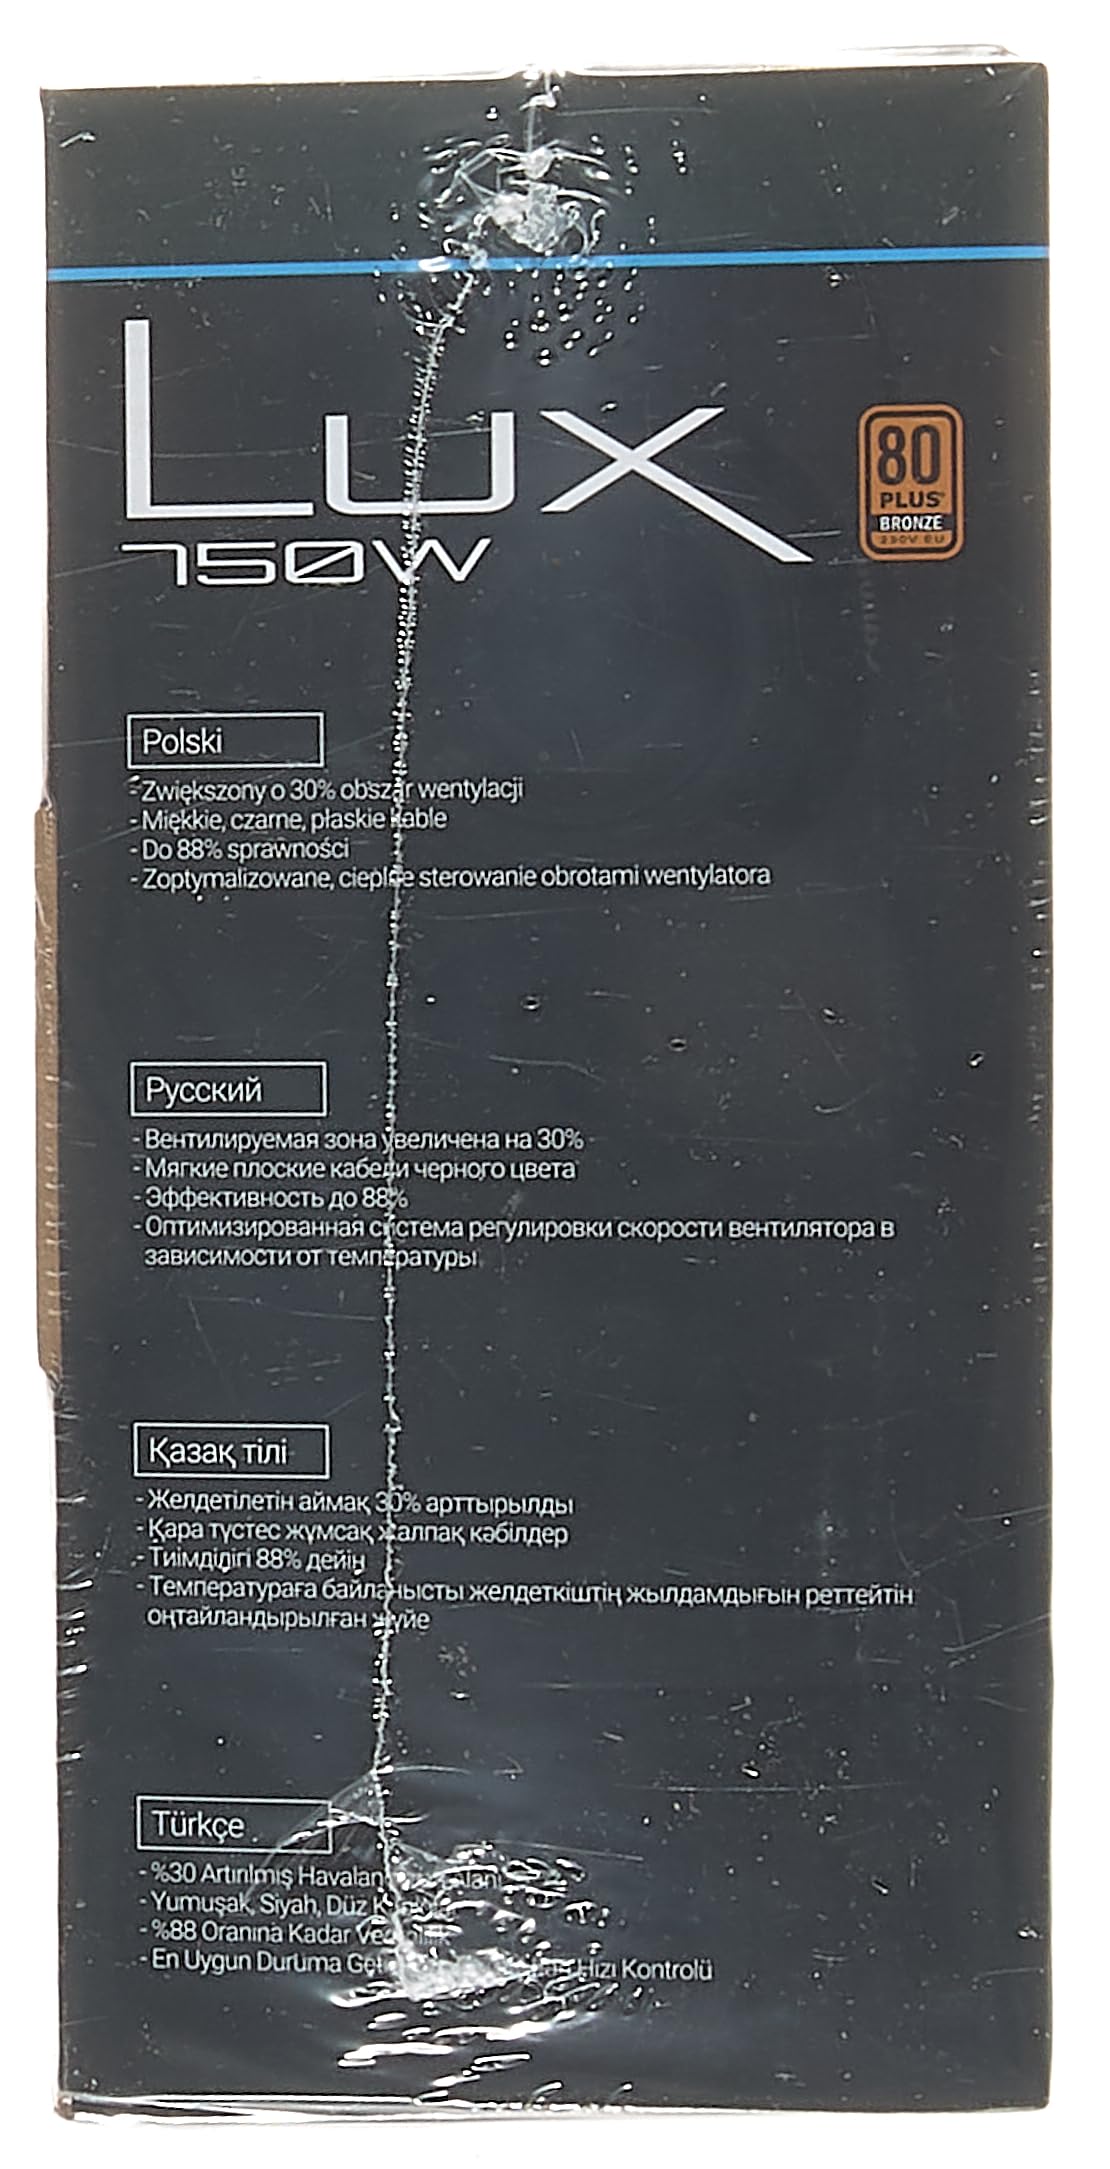 Lux
750W
80
PLUS
BRONZE
230V EU
Polski
-Zwiększony o 30% obszar wentylacji
-Miękkie, czarne, płaskie kable
-Do 88% sprawności
-Zoptymalizowane, cieplne sterowanie obrotami wentylatora
Русский
-Вентилируемая зона увеличена на 30%
-Мягкие плоские кабели черного цвета
-Эффективность до 88%
-Оптимизированная система регулировки скорости вентилятора в
зависимости от температуры
Қазақ тілі
-Желдетілетін аймақ 30% арттырылды
-Қара түстес жұмсақ жалпақ кәбілдер
-Тиімділігі 88% дейін
-Температураға байланысты желдеткіштің жылдамдығын реттейтін
оңтайландырылған жүйе
Türkçe
-%30 Artırılmış Alanı
-Yumuşak, Siyah, Düz
-%88 Oranına Kadar
-En Uygun Duruma Hızı Kontrolü